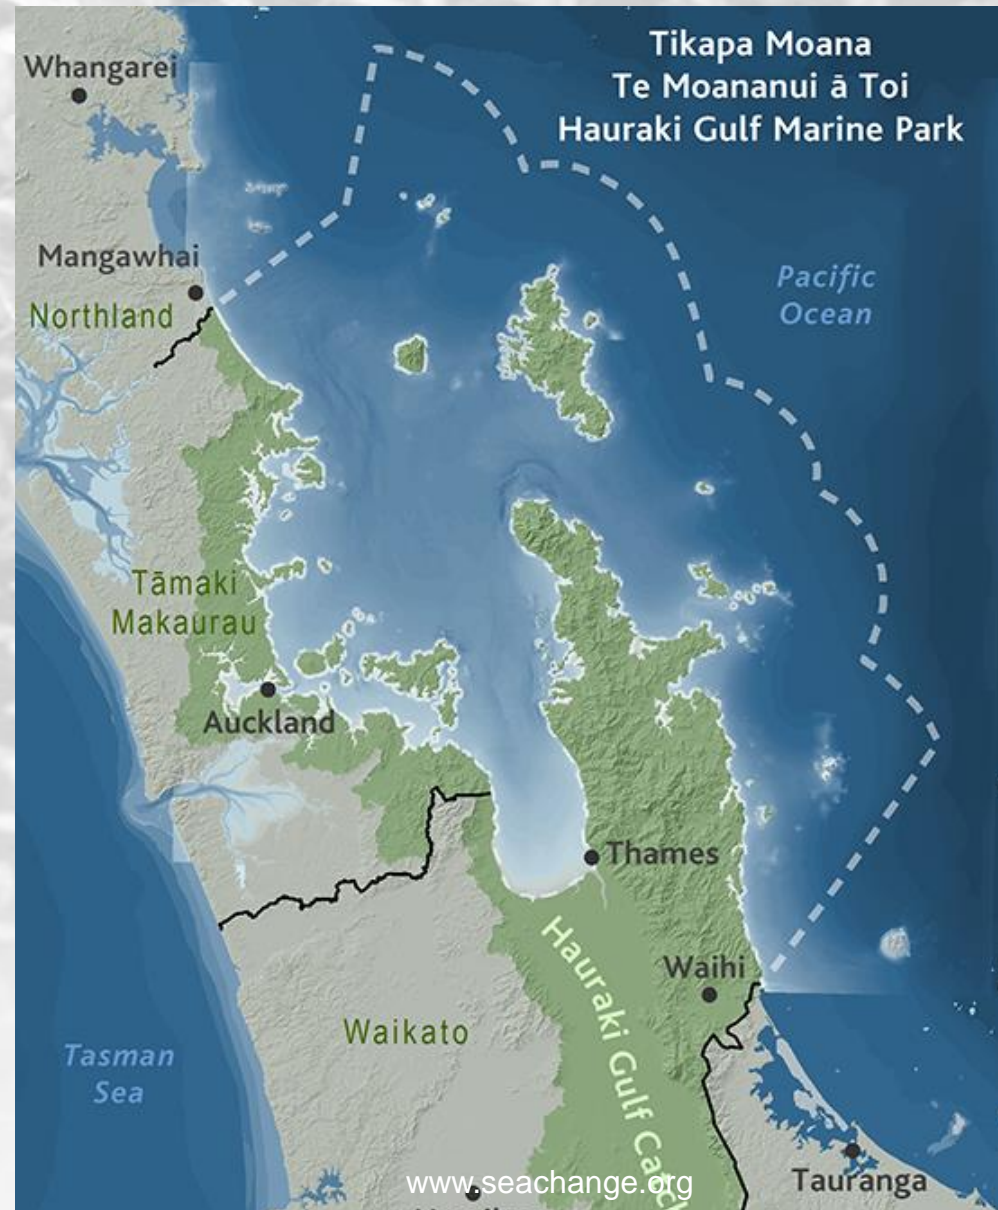 Tikapa Moana
Te Moananui ā Toi
Hauraki Gulf Marine Park
Whangarei
Mangawhai
Northland
Pacific
Ocean
Tāmaki
Makaurau
Auckland
Thames
Waihi
Hauraki Gulf
Waikato
Tasman
Sea
Tauranga
www.seachange.org